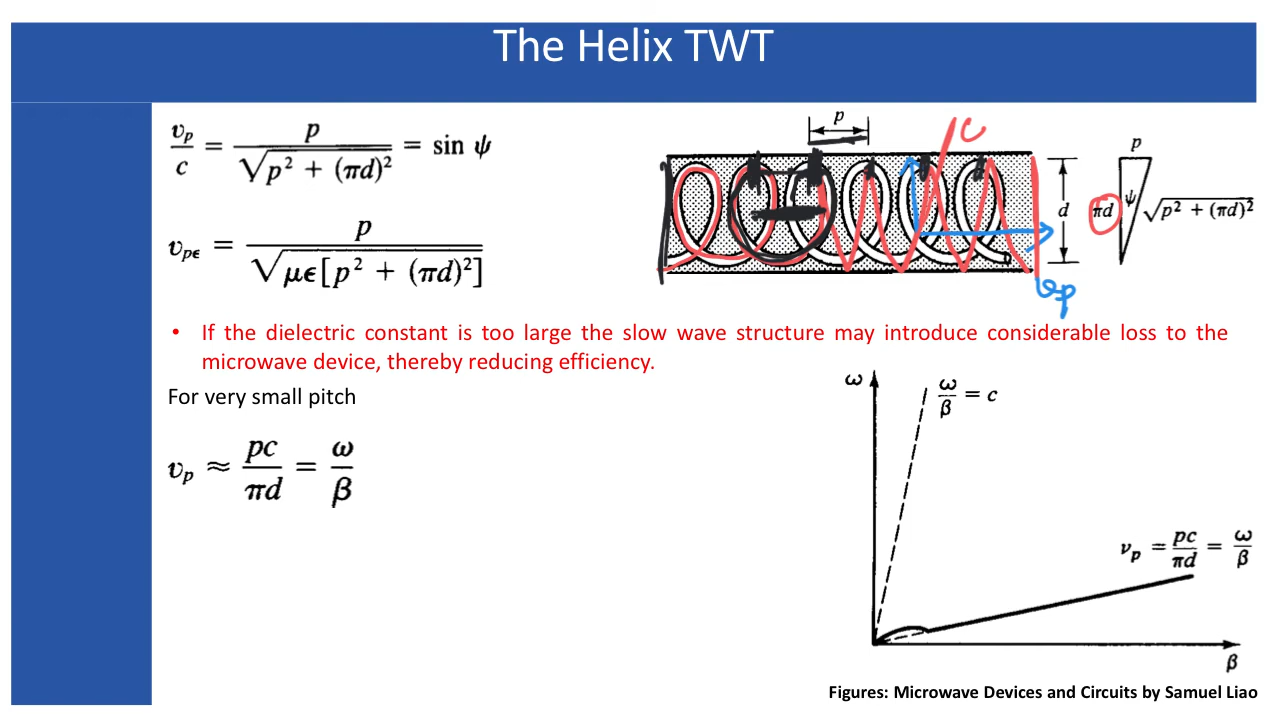 The Helix TWT
v_p/c = p/√(p² + (πd)²) = sin ψ
v_pϵ = p/√(μϵ[p² + (πd)²])
p
c
d
v_p
p
πd
ψ
√(p² + (πd)²)
• If the dielectric constant is too large the slow wave structure may introduce considerable loss to the
microwave device, thereby reducing efficiency.
For very small pitch
v_p ≈ pc/πd = ω/β
ω
ω/β = c
v_p = pc/πd = ω/β
β
Figures: Microwave Devices and Circuits by Samuel Liao